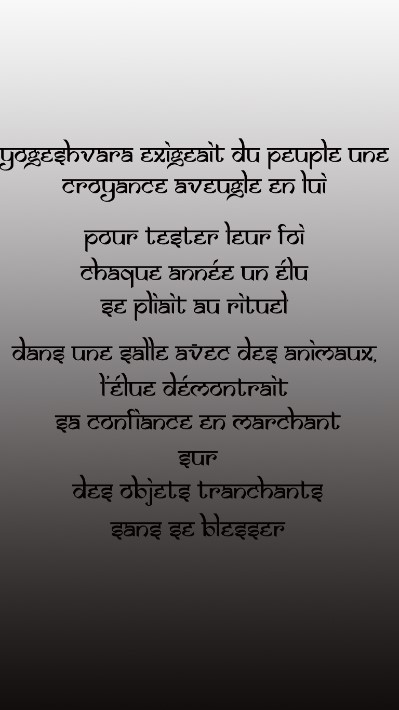 yogeshvara exigeait du peuple une
croyance aveugle en lui
pour tester leur foi
chaque année un élu
se pliait au rituel
dans une salle avec des animaux,
l'élue démontrait
sa confiance en marchant
sur
des objets tranchants
sans se blesser